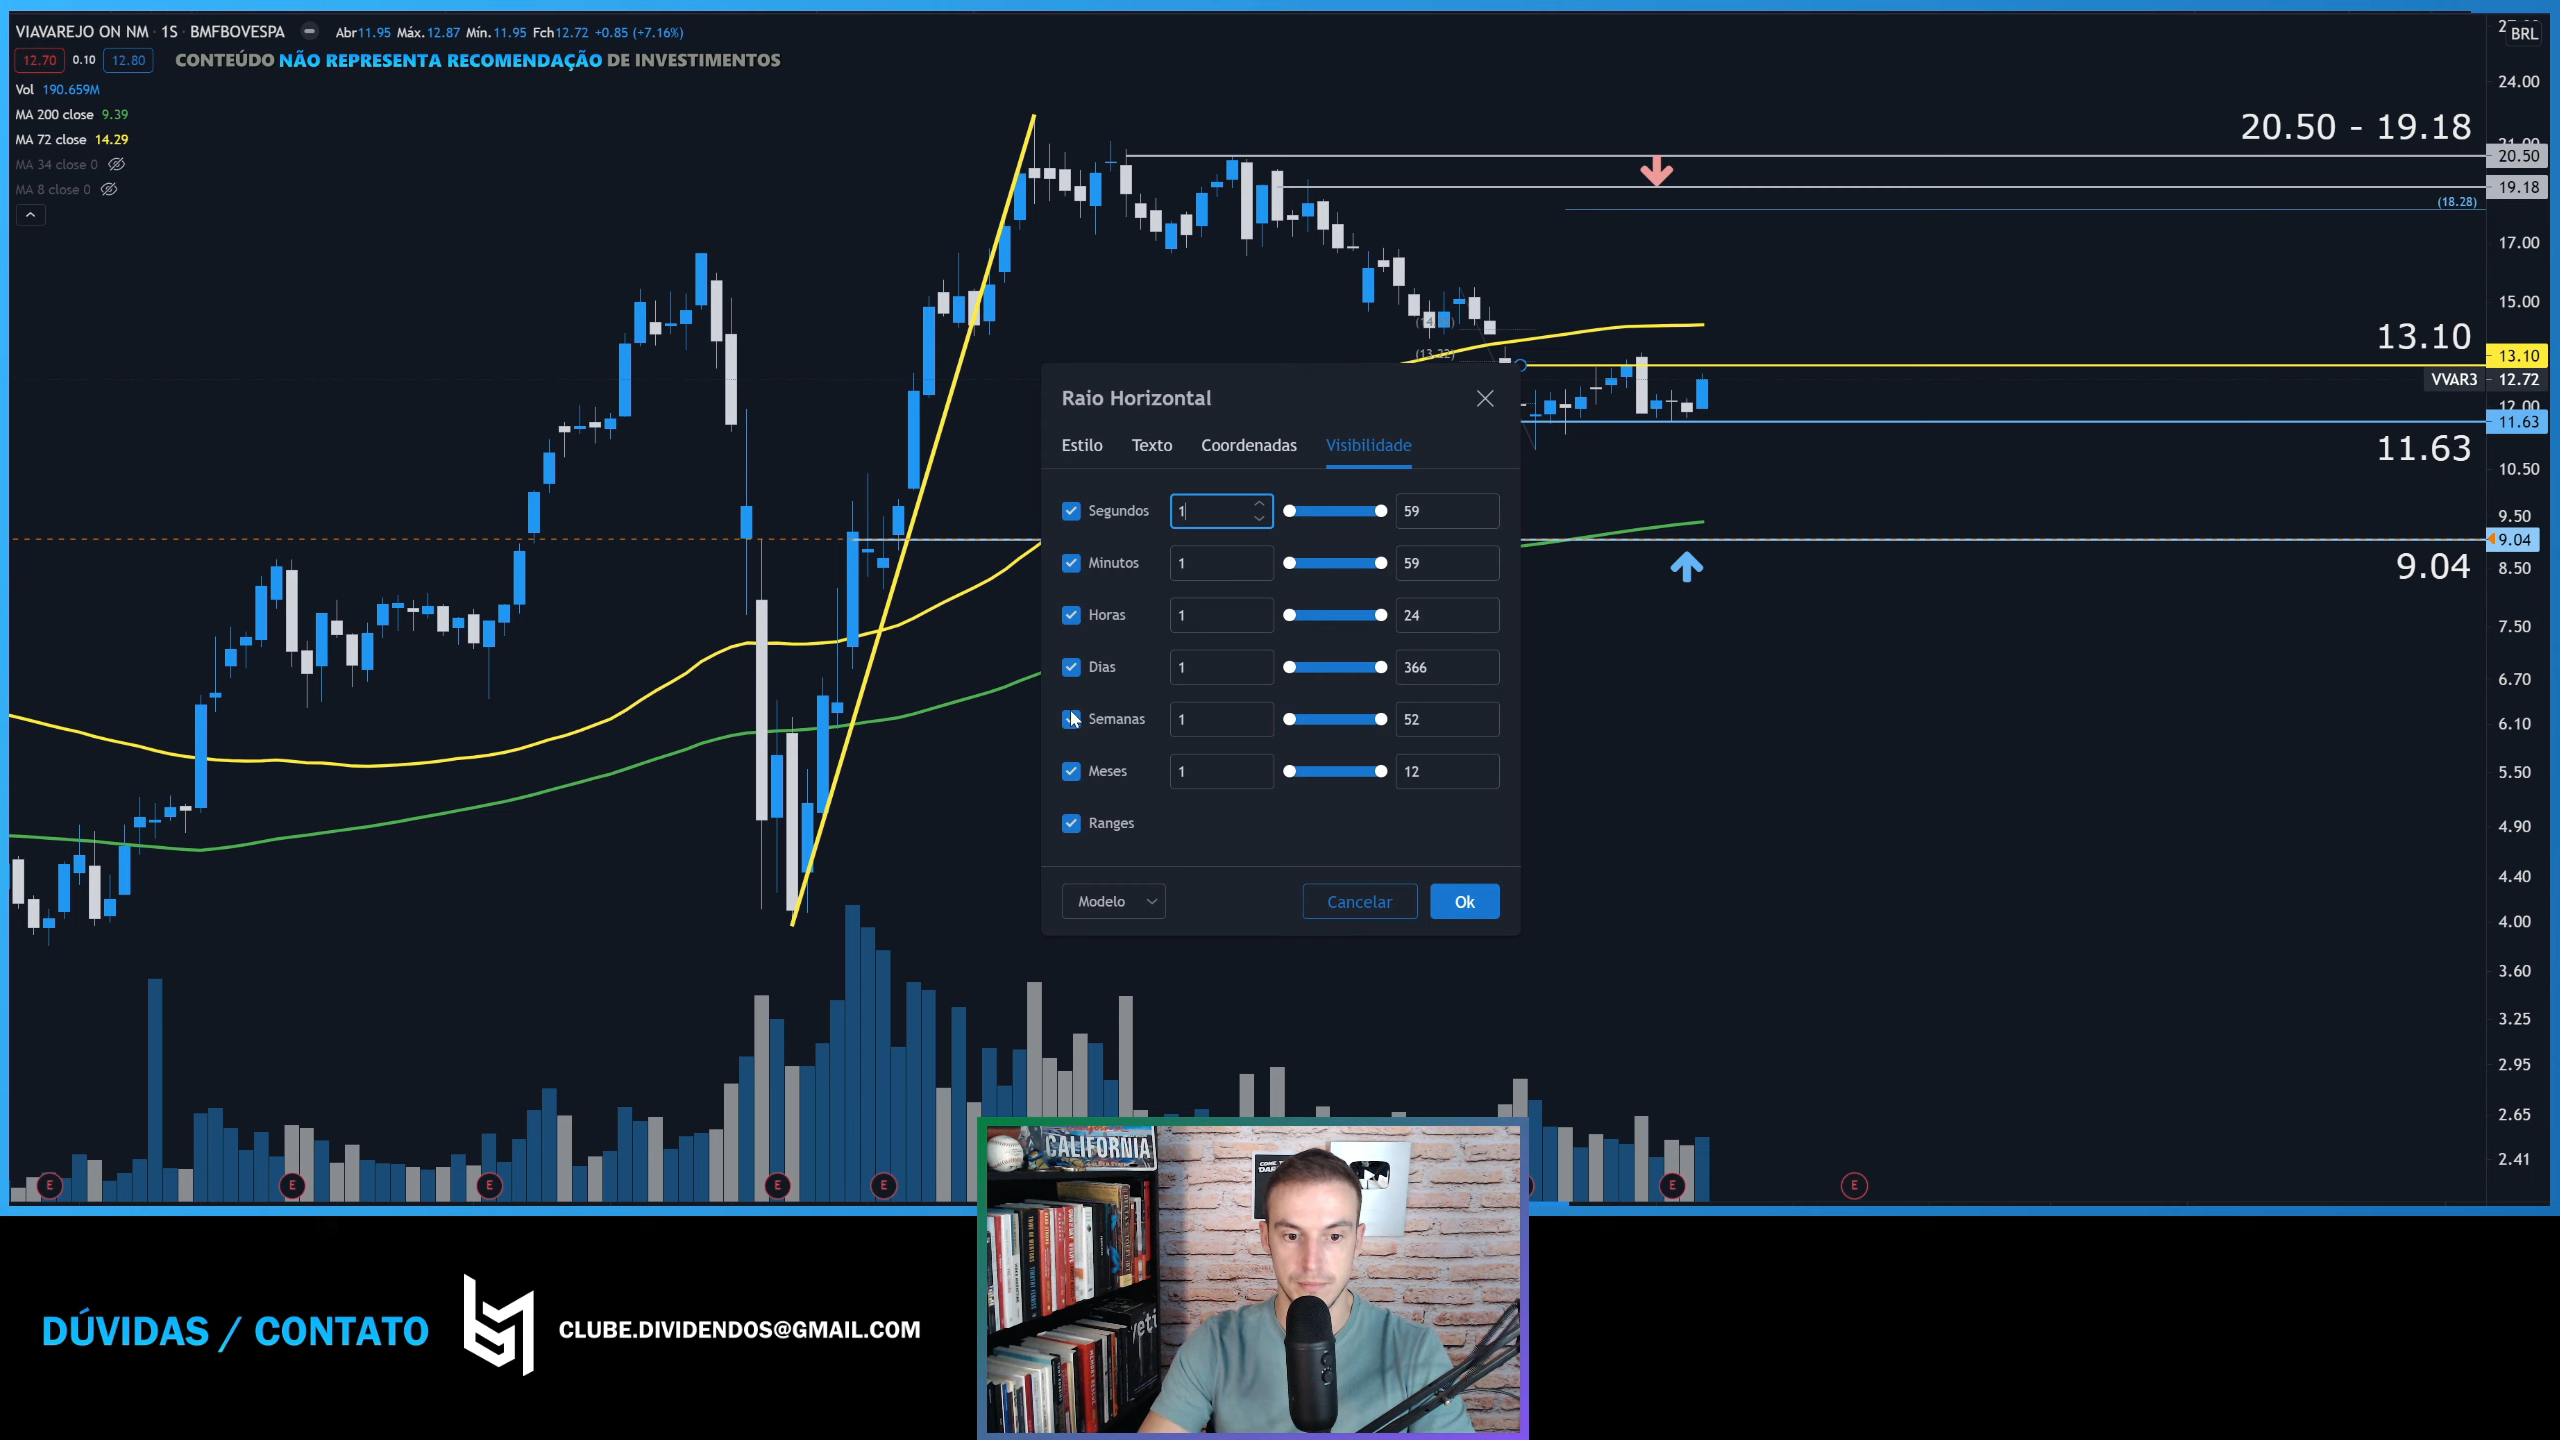 VIAVAREJO ON NM · 1S · BMFBOVESPA Abr11.95 Máx.12.87 Mín.11.95 Fch12.72 +0.85 (+7.16%)
12.70 0.10 12.80 CONTEÚDO NÃO REPRESENTA RECOMENDAÇÃO DE INVESTIMENTOS
Vol 190.659M
MA 200 close 9.39
MA 72 close 14.29
MA 34 close 0
MA 8 close 0
BRL
24.00
20.50 - 19.18
21.00
20.50
19.18
(18.28)
17.00
15.00
13.10
13.10
(13.22)
VVAR3 12.72
12.00
11.63
11.63
10.50
9.50
9.04
9.04
8.50
7.50
6.70
6.10
5.50
4.90
4.40
4.00
3.60
3.25
2.95
2.65
2.41
Raio Horizontal
Estilo Texto Coordenadas Visibilidade
Segundos 1 59
Minutos 1 59
Horas 1 24
Dias 1 366
Semanas 1 52
Meses 1 12
Ranges
Modelo Cancelar Ok
E E E E E E E
CALIFORNIA
DÚVIDAS / CONTATO CLUBE.DIVIDENDOS@GMAIL.COM